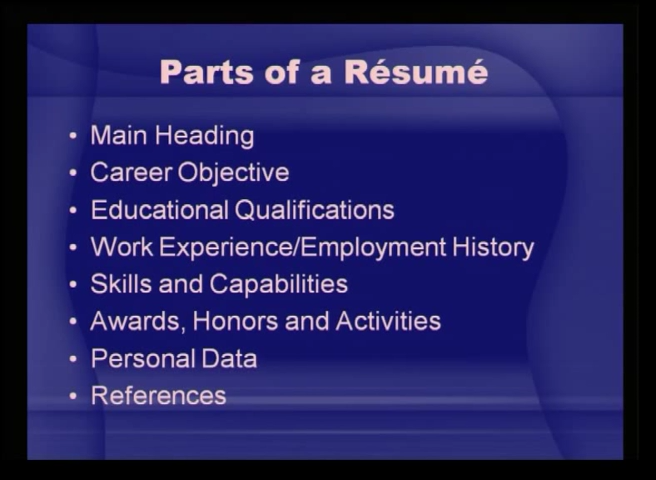 Parts of a Résumé
• Main Heading
• Career Objective
• Educational Qualifications
• Work Experience/Employment History
• Skills and Capabilities
• Awards, Honors and Activities
• Personal Data
• References